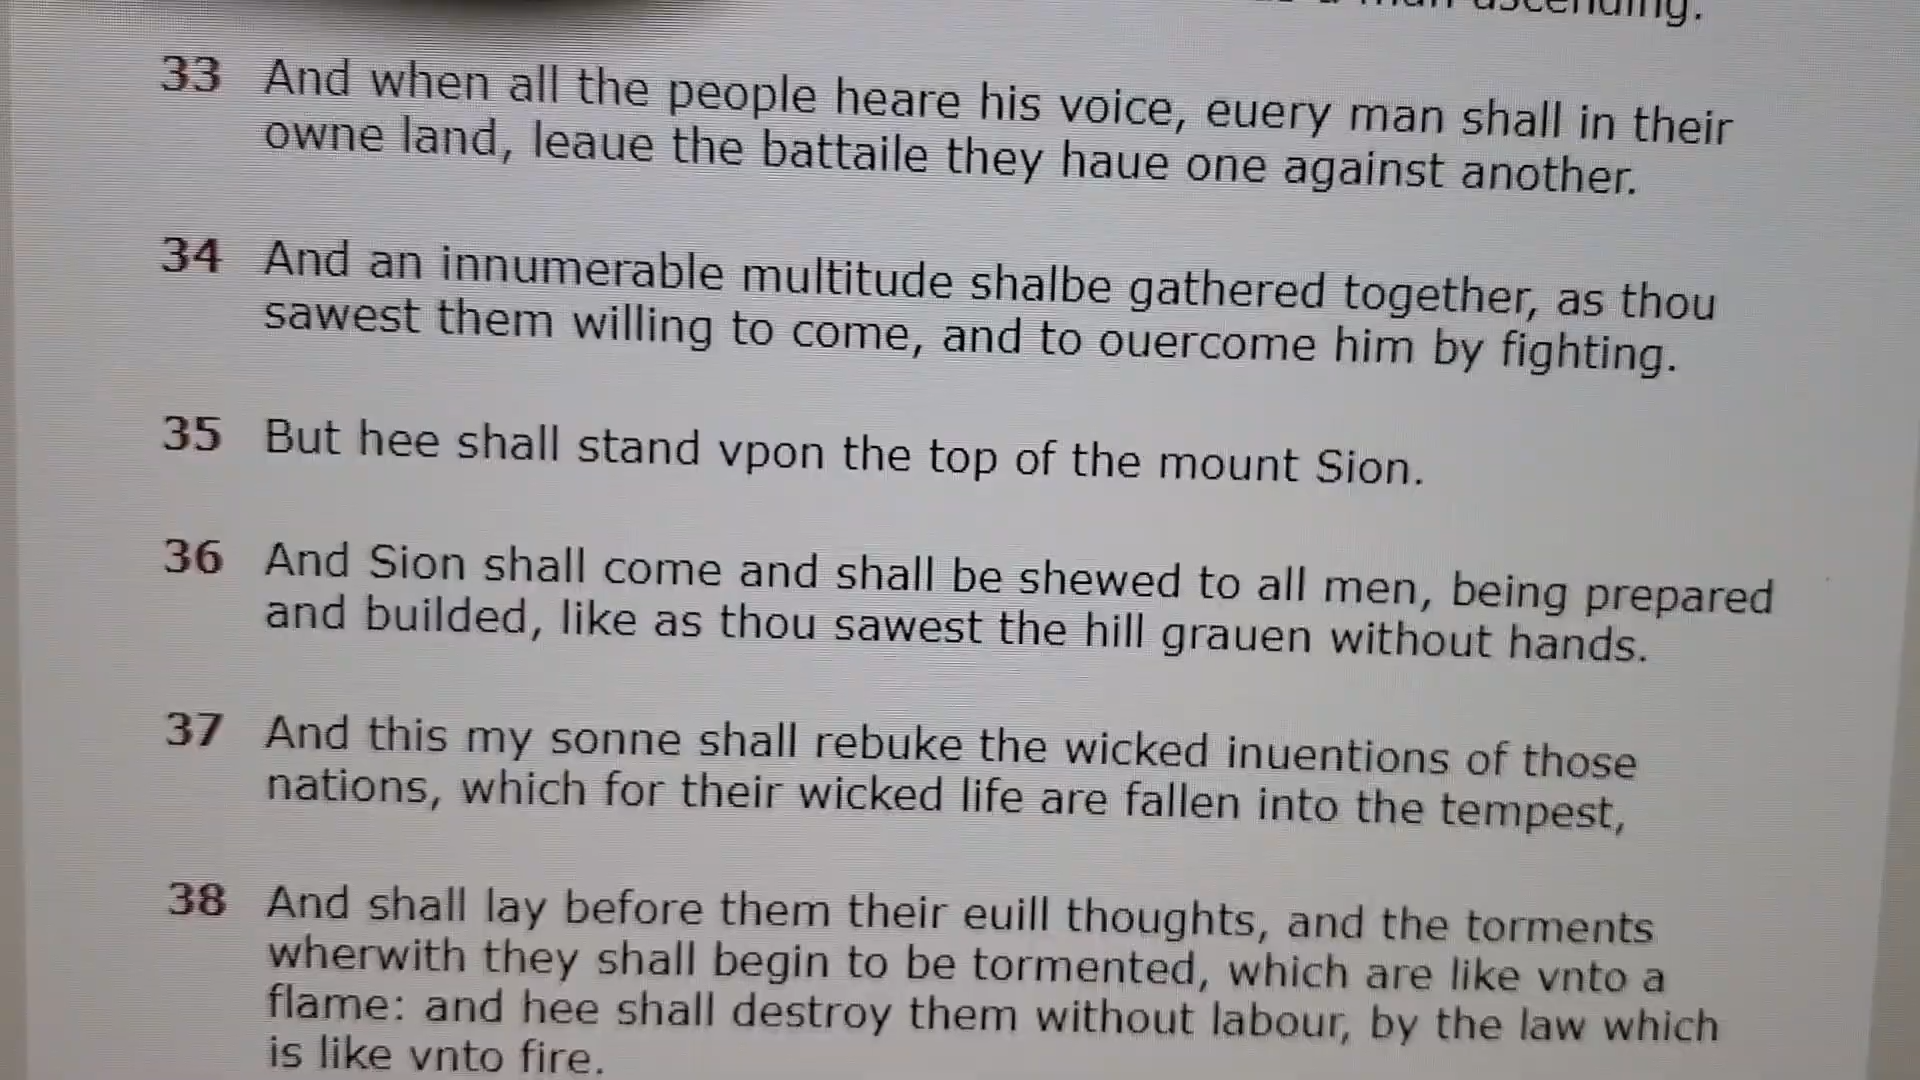 ascending.
33 And when all the people heare his voice, euery man shall in their
owne land, leaue the battaile they haue one against another.
34 And an innumerable multitude shalbe gathered together, as thou
sawest them willing to come, and to ouercome him by fighting.
35 But hee shall stand vpon the top of the mount Sion.
36 And Sion shall come and shall be shewed to all men, being prepared
and builded, like as thou sawest the hill grauen without hands.
37 And this my sonne shall rebuke the wicked inuentions of those
nations, which for their wicked life are fallen into the tempest,
38 And shall lay before them their euill thoughts, and the torments
wherwith they shall begin to be tormented, which are like vnto a
flame: and hee shall destroy them without labour, by the law which
is like vnto fire.